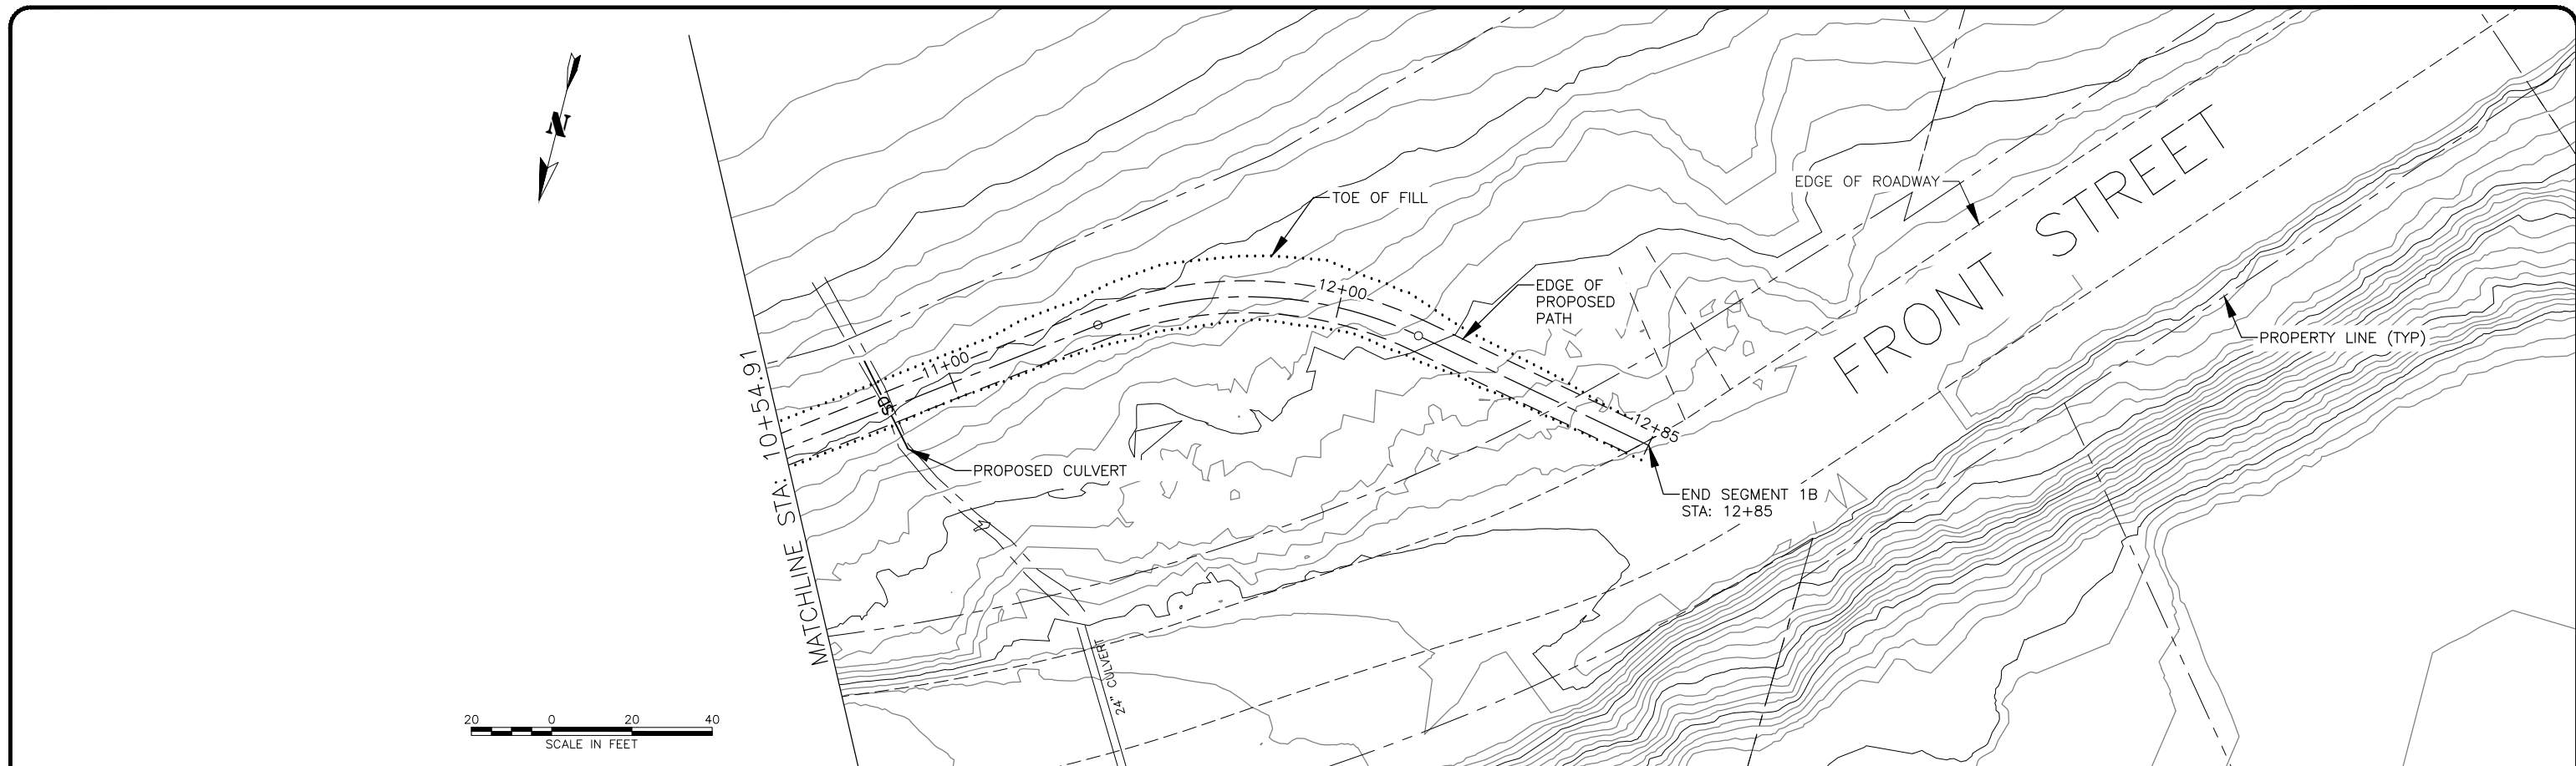 N
TOE OF FILL
EDGE OF ROADWAY
FRONT STREET
12+00
EDGE OF
PROPOSED
PATH
PROPERTY LINE (TYP)
11+00
SD
12+85
PROPOSED CULVERT
END SEGMENT 1B
STA: 12+85
MATCHLINE STA: 10+54.91
24" CULVERT
20 0 20 40
SCALE IN FEET